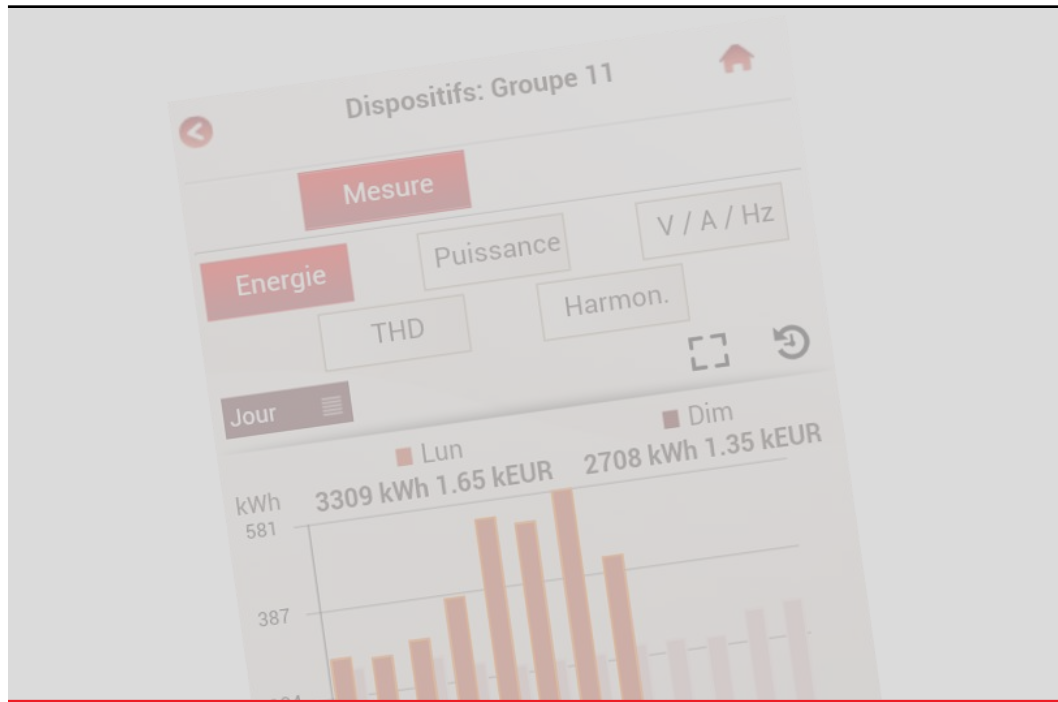 Dispositifs: Groupe 11
Mesure
Energie
Puissance
V / A / Hz
THD
Harmon.
Jour
Lun
Dim
kWh
3309 kWh 1.65 kEUR
2708 kWh 1.35 kEUR
581
387